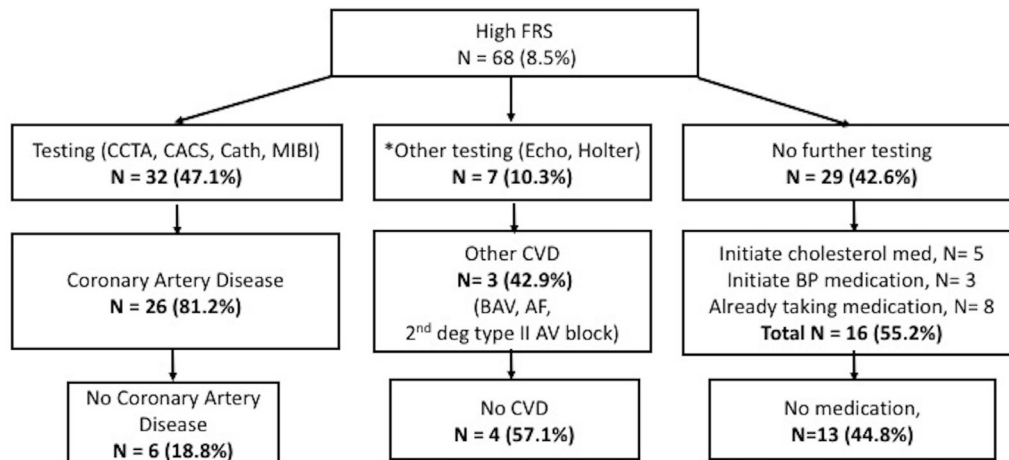 High FRS
N = 68 (8.5%)
Testing (CCTA, CACS, Cath, MIBI)
N = 32 (47.1%)
*Other testing (Echo, Holter)
N = 7 (10.3%)
No further testing
N = 29 (42.6%)
Coronary Artery Disease
N = 26 (81.2%)
Other CVD
N= 3 (42.9%)
(BAV, AF,
2nd deg type II AV block)
Initiate cholesterol med, N= 5
Initiate BP medication, N= 3
Already taking medication, N= 8
Total N = 16 (55.2%)
No Coronary Artery
Disease
N = 6 (18.8%)
No CVD
N = 4 (57.1%)
No medication,
N=13 (44.8%)